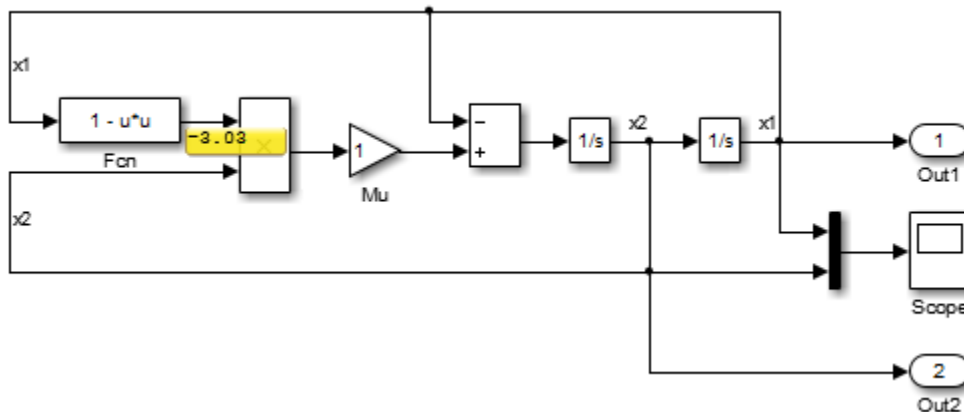 x1
1 - u*u
Fcn
-3.03
×
1
Mu
−
+
1/s
x2
1/s
x1
1
Out1
x2
Scope
2
Out2